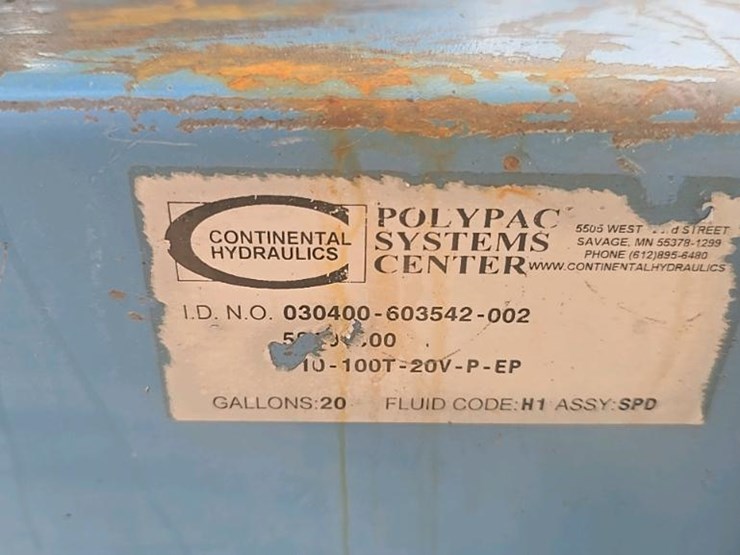 CONTINENTAL
HYDRAULICS
POLYPAC
SYSTEMS
CENTER
5505 WEST STREET
SAVAGE, MN 55378-1299
PHONE (612)895-6480
WWW.CONTINENTALHYDRAULICS
I.D. N.O. 030400-603542-002
10-100T-20V-P-EP
GALLONS:20 FLUID CODE:H1 ASSY:SPD